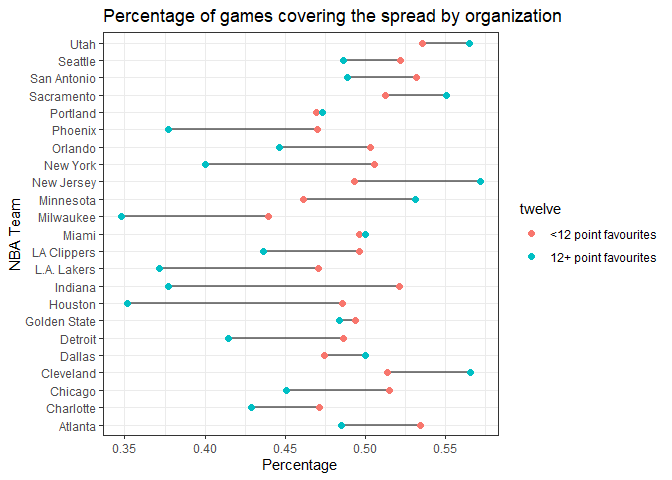 Percentage of games covering the spread by organization
NBA Team
Utah
Seattle
San Antonio
Sacramento
Portland
Phoenix
Orlando
New York
New Jersey
Minnesota
Milwaukee
Miami
LA Clippers
L.A. Lakers
Indiana
Houston
Golden State
Detroit
Dallas
Cleveland
Chicago
Charlotte
Atlanta
0.35 0.40 0.45 0.50 0.55
Percentage
twelve
<12 point favourites
12+ point favourites